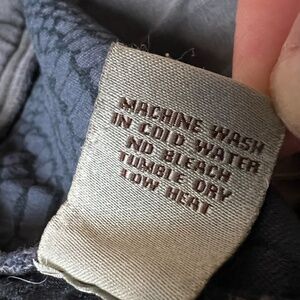 MACHINE WASH
IN COLD WATER
NO BLEACH
TUMBLE DRY
LOW HEAT